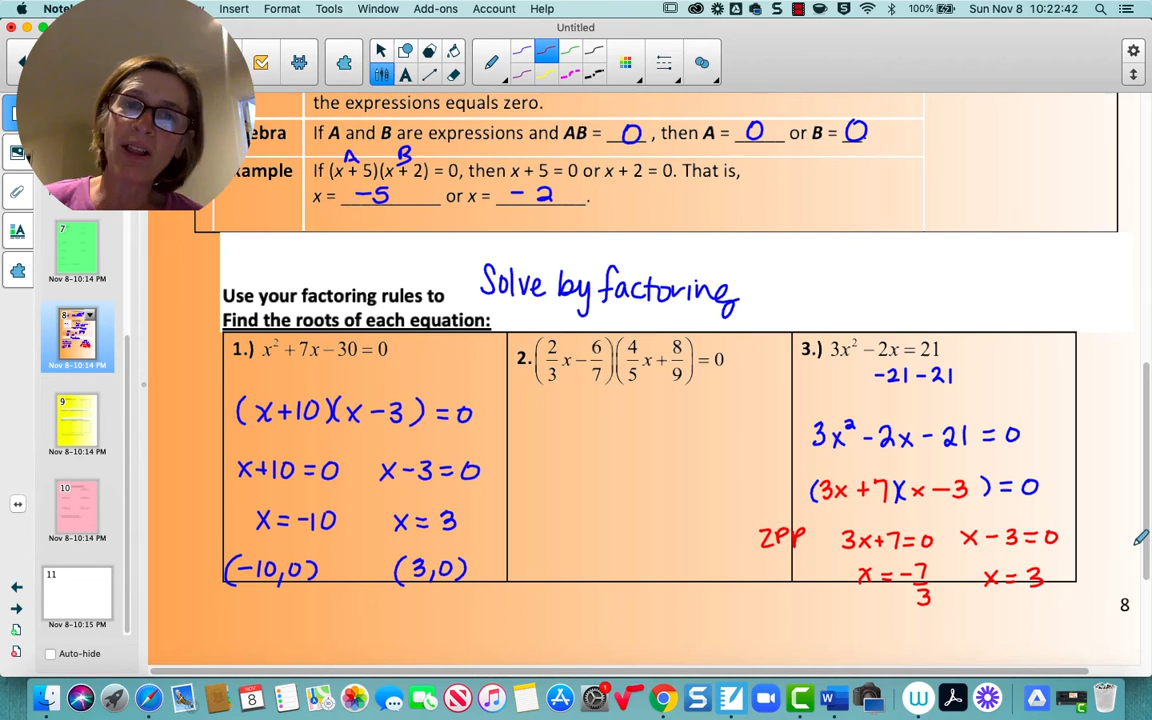 Notel Insert Format Tools Window Add-ons Account Help 100% Sun Nov 8 10:22:42
Untitled
the expressions equals zero.
ebra If A and B are expressions and AB = 0, then A = 0 or B = 0
A B
xample If (x + 5)(x + 2) = 0, then x + 5 = 0 or x + 2 = 0. That is,
x = -5 or x = -2.
7
Nov 8-10:14 PM
8
Nov 8-10:14 PM
9
Nov 8-10:14 PM
10
Nov 8-10:14 PM
11
Nov 8-10:15 PM
Auto-hide
Solve by factoring
Use your factoring rules to
Find the roots of each equation:
1.) x² + 7x – 30 = 0
(x+10)(x-3) = 0
x+10=0 x-3=0
x=-10 x=3
(-10,0) (3,0)
2. (2/3 x – 6/7)(4/5 x + 8/9) = 0
3.) 3x² – 2x = 21
-21 -21
3x² - 2x - 21 = 0
(3x+7)(x-3) = 0
ZPP 3x+7=0 x-3=0
x = -7/3 x = 3
8
NOV
8